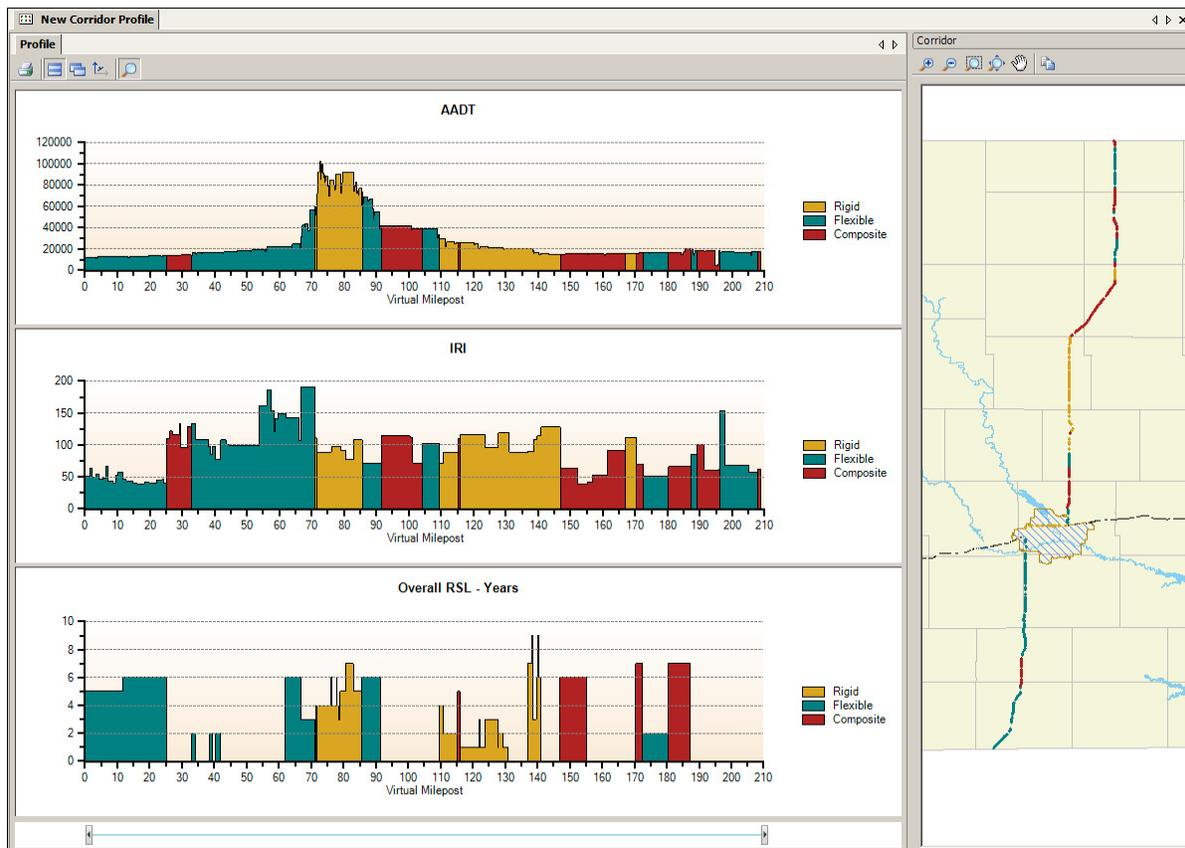 New Corridor Profile
Profile
AADT
120000
100000
80000
60000
40000
20000
0
0 10 20 30 40 50 60 70 80 90 100 110 120 130 140 150 160 170 180 190 200 210
Virtual Milepost
Rigid
Flexible
Composite
IRI
200
150
100
50
0
0 10 20 30 40 50 60 70 80 90 100 110 120 130 140 150 160 170 180 190 200 210
Virtual Milepost
Rigid
Flexible
Composite
Overall RSL - Years
10
8
6
4
2
0
0 10 20 30 40 50 60 70 80 90 100 110 120 130 140 150 160 170 180 190 200 210
Virtual Milepost
Rigid
Flexible
Composite
Corridor